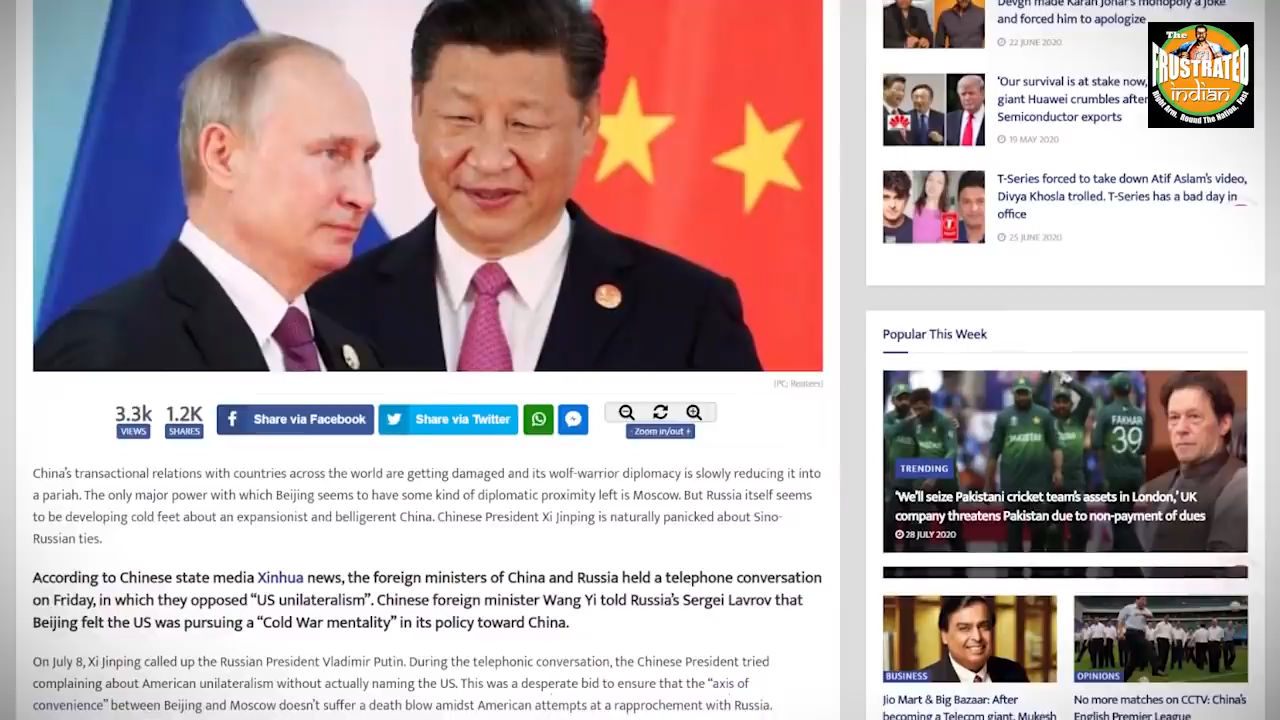 Devgn made Karan Johar's monopoly a joke
and forced him to apologize
22 JUNE 2020
'Our survival is at stake now,
giant Huawei crumbles after
Semiconductor exports
19 MAY 2020
T-Series forced to take down Atif Aslam's video,
Divya Khosla trolled. T-Series has a bad day in
office
25 JUNE 2020
The
FRUSTRATED
indian
Right Arm. Round The Nation. Fast
(PC: Reuters)
3.3k
VIEWS
1.2K
SHARES
Share via Facebook
Share via Twitter
- Zoom in/out +
China's transactional relations with countries across the world are getting damaged and its wolf-warrior diplomacy is slowly reducing it into
a pariah. The only major power with which Beijing seems to have some kind of diplomatic proximity left is Moscow. But Russia itself seems
to be developing cold feet about an expansionist and belligerent China. Chinese President Xi Jinping is naturally panicked about Sino-
Russian ties.
According to Chinese state media Xinhua news, the foreign ministers of China and Russia held a telephone conversation
on Friday, in which they opposed "US unilateralism". Chinese foreign minister Wang Yi told Russia's Sergei Lavrov that
Beijing felt the US was pursuing a "Cold War mentality" in its policy toward China.
On July 8, Xi Jinping called up the Russian President Vladimir Putin. During the telephonic conversation, the Chinese President tried
complaining about American unilateralism without actually naming the US. This was a desperate bid to ensure that the "axis of
convenience" between Beijing and Moscow doesn't suffer a death blow amidst American attempts at a rapprochement with Russia.
Popular This Week
PAKISTAN
FAKHAR
39
TRENDING
'We'll seize Pakistani cricket team's assets in London,' UK
company threatens Pakistan due to non-payment of dues
28 JULY 2020
BUSINESS
Jio Mart & Big Bazaar: After
becoming a Telecom giant, Mukesh
OPINIONS
No more matches on CCTV: China's
English Premier League